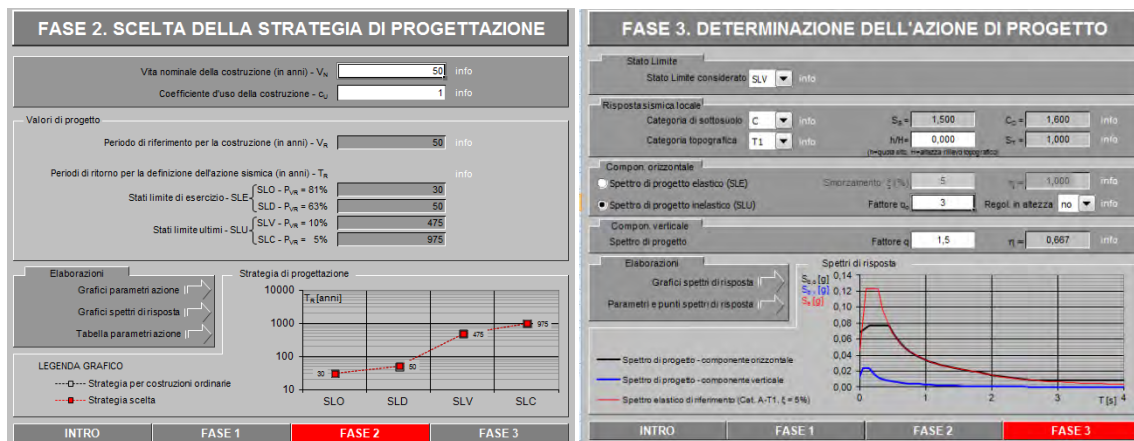 FASE 2. SCELTA DELLA STRATEGIA DI PROGETTAZIONE
Vita nominale della costruzione (in anni) - VN 50 info
Coefficiente d'uso della costruzione - cU 1 info
Valori di progetto
Periodo di riferimento per la costruzione (in anni) - VR 50 info
Periodi di ritorno per la definizione dell'azione sismica (in anni) - TR info
Stati limite di esercizio - SLE
SLO - PVR = 81% 30
SLD - PVR = 63% 50
Stati limite ultimi - SLU
SLV - PVR = 10% 475
SLC - PVR = 5% 975
Elaborazioni
Grafici parametri azione
Grafici spettri di risposta
Tabella parametri azione
Strategia di progettazione
TR [anni]
10000
1000
100
10
30
50
475
975
SLO SLD SLV SLC
LEGENDA GRAFICO
Strategia per costruzioni ordinarie
Strategia scelta
INTRO FASE 1 FASE 2 FASE 3
FASE 3. DETERMINAZIONE DELL'AZIONE DI PROGETTO
Stato Limite
Stato Limite considerato SLV info
Risposta sismica locale
Categoria di sottosuolo C info SS = 1,500 CC = 1,600 info
Categoria topografica T1 info h/H= 0,000 ST = 1,000 info
Compon. orizzontale
Spettro di progetto elastico (SLE) Smorzamento ξ (%) 5 η = 1,000 info
Spettro di progetto inelastico (SLU) Fattore qo 3 Regol. in altezza no info
Compon. verticale
Spettro di progetto Fattore q 1,5 η = 0,667 info
Elaborazioni
Grafici spettri di risposta
Parametri e punti spettri di risposta
Spettri di risposta
Se [g]
0,14
0,12
0,10
0,08
0,06
0,04
0,02
0,00
0 1 2 3 4
T [s]
Spettro di progetto - componente orizzontale
Spettro di progetto - componente verticale
Spettro elastico di riferimento (Cat. A-T1, ξ = 5%)
INTRO FASE 1 FASE 2 FASE 3